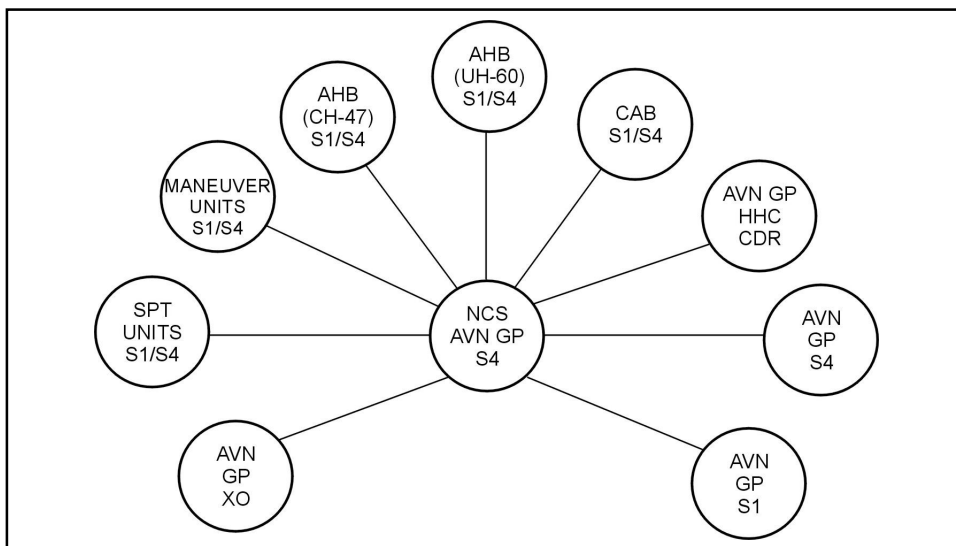 AHB
(UH-60)
S1/S4
AHB
(CH-47)
S1/S4
CAB
S1/S4
MANEUVER
UNITS
S1/S4
AVN GP
HHC
CDR
SPT
UNITS
S1/S4
NCS
AVN GP
S4
AVN
GP
S4
AVN
GP
XO
AVN
GP
S1